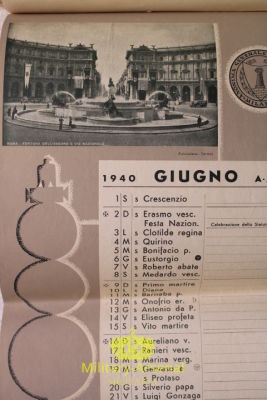 ROMA - FONTANA DELL'ESEDRA E VIA NAZIONALE
1940 GIUGNO A.
1 S s Crescenzio
2 D s Erasmo vesc.
Festa Nazion. Celebrazione dello Statuto
3 L s Clotilde regina
4 M s Quirino
5 M s Bonifacio p.
6 G s Eustorgio
7 V s Roberto abate
8 S s Medardo vesc.
9 D s Primo martire
10 L s Diana
11 M s Barnaba p.
12 M s Onofrio er.
13 G s Antonio da P.
14 V s Eliseo profeta
15 S s Vito martire
16 D s Aureliano v.
17 L s Ranieri vesc.
18 M s Marina verg.
19 M s Gervaso e
s Protaso
20 G s Silverio papa
21 V s Luigi Gonzaga